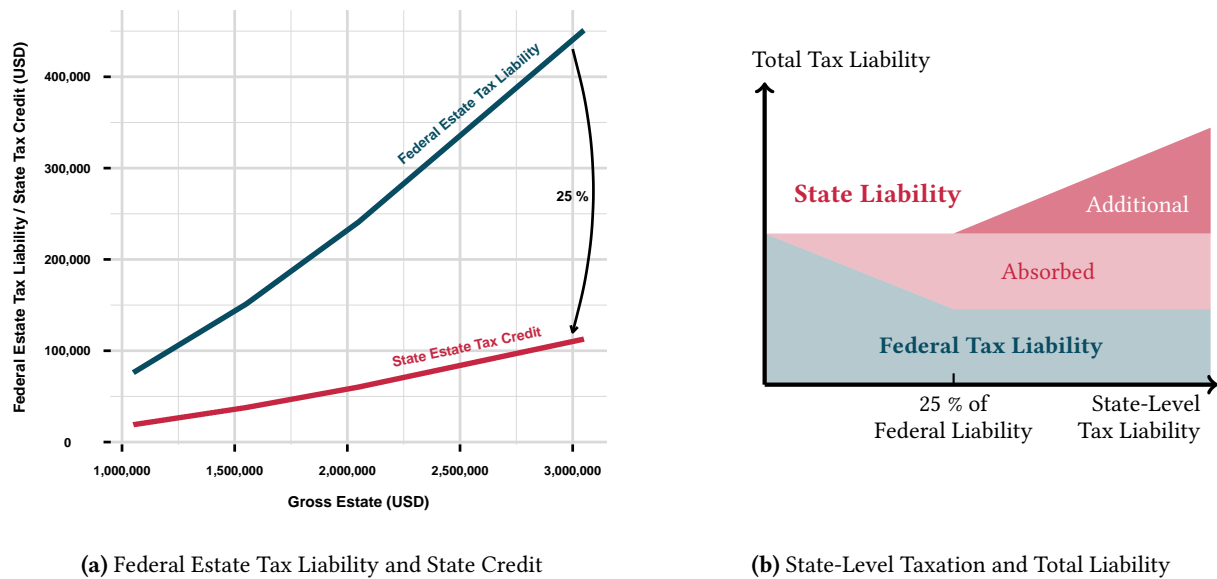 Federal Estate Tax Liability / State Tax Credit (USD)
400,000
300,000
200,000
100,000
0
Federal Estate Tax Liability
25 %
State Estate Tax Credit
1,000,000
1,500,000
2,000,000
2,500,000
3,000,000
Gross Estate (USD)
(a) Federal Estate Tax Liability and State Credit
Total Tax Liability
State Liability
Additional
Absorbed
Federal Tax Liability
25 % of
Federal Liability
State-Level
Tax Liability
(b) State-Level Taxation and Total Liability